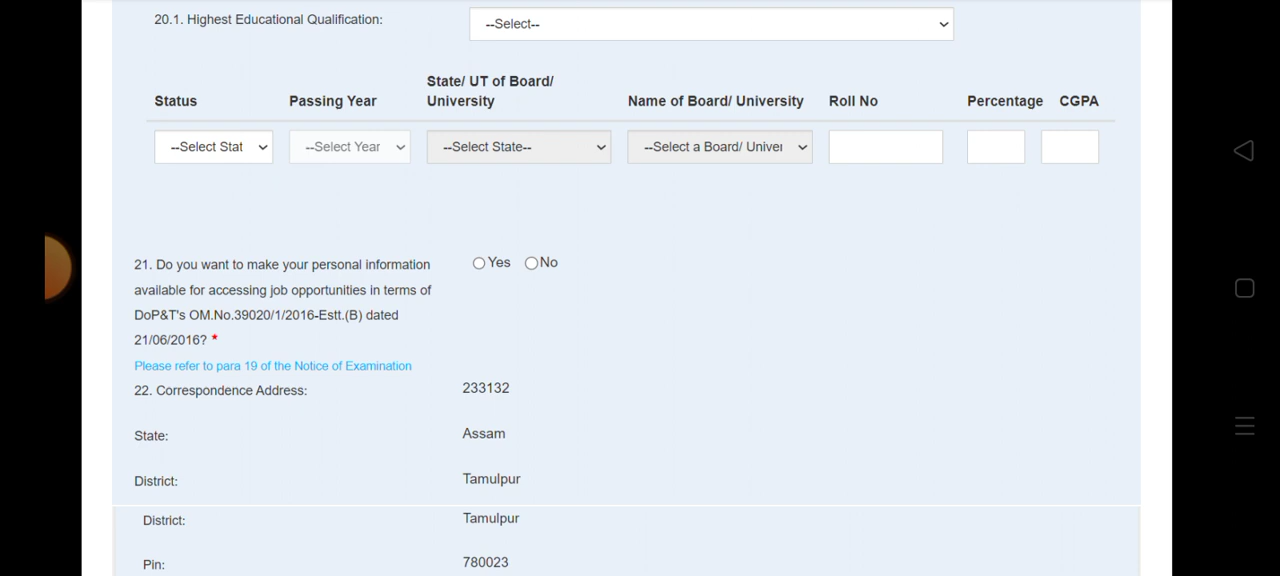 20.1. Highest Educational Qualification:
--Select--
Status
Passing Year
State/ UT of Board/
University
Name of Board/ University
Roll No
Percentage
CGPA
--Select Stat
--Select Year
--Select State--
--Select a Board/ Univer
21. Do you want to make your personal information
available for accessing job opportunities in terms of
DoP&T's OM.No.39020/1/2016-Estt.(B) dated
21/06/2016? *
Yes
No
Please refer to para 19 of the Notice of Examination
22. Correspondence Address:
233132
State:
Assam
District:
Tamulpur
District:
Tamulpur
Pin:
780023